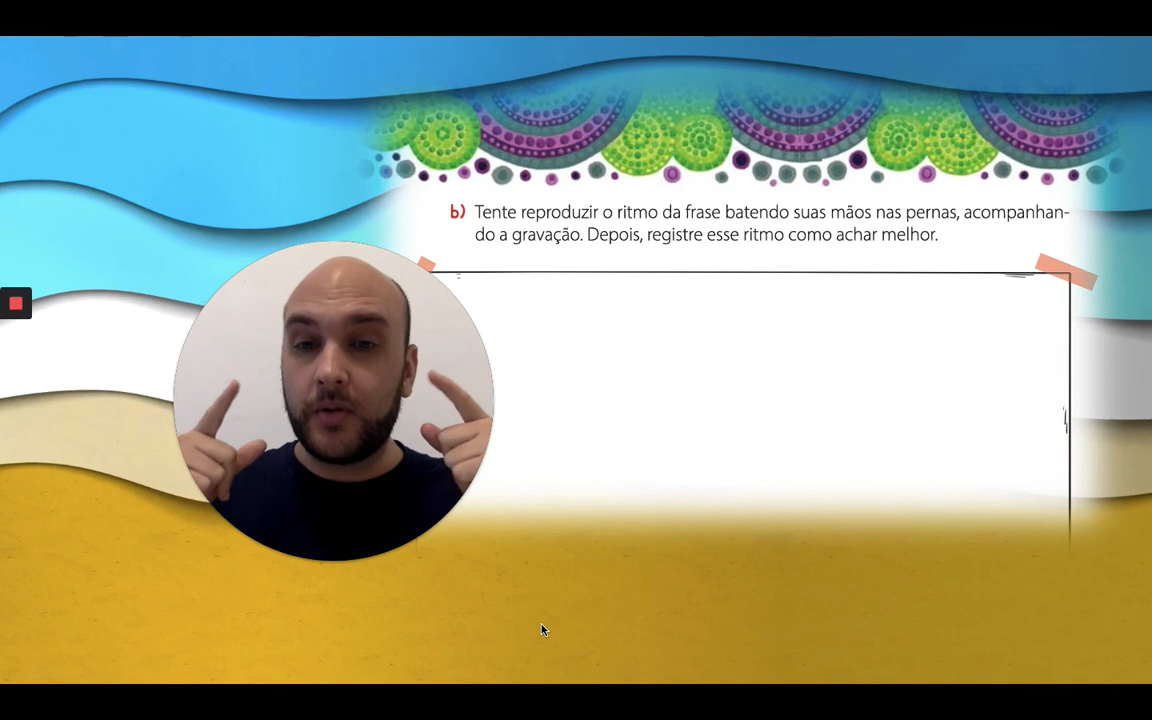 b) Tente reproduzir o ritmo da frase batendo suas mãos nas pernas, acompanhan-
do a gravação. Depois, registre esse ritmo como achar melhor.